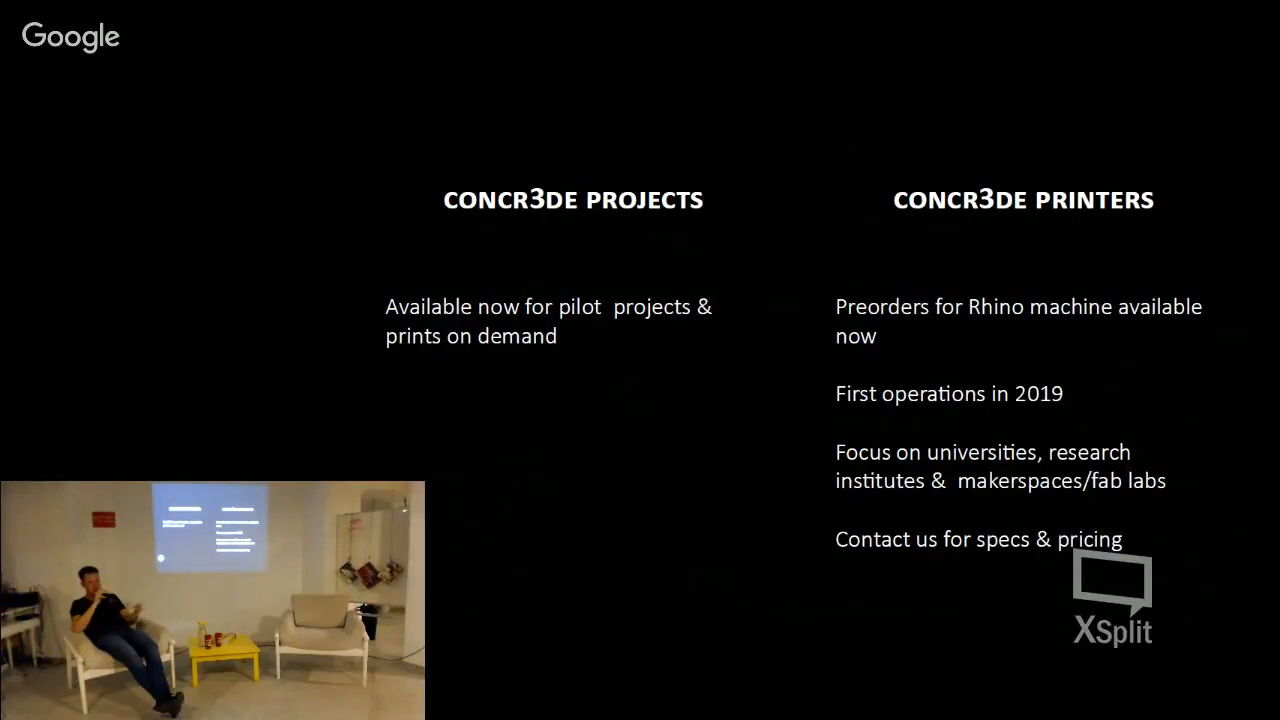 Google
CONCR3DE PROJECTS
CONCR3DE PRINTERS
Available now for pilot projects &
prints on demand
Preorders for Rhino machine available
now
First operations in 2019
Focus on universities, research
institutes & makerspaces/fab labs
Contact us for specs & pricing
XSplit